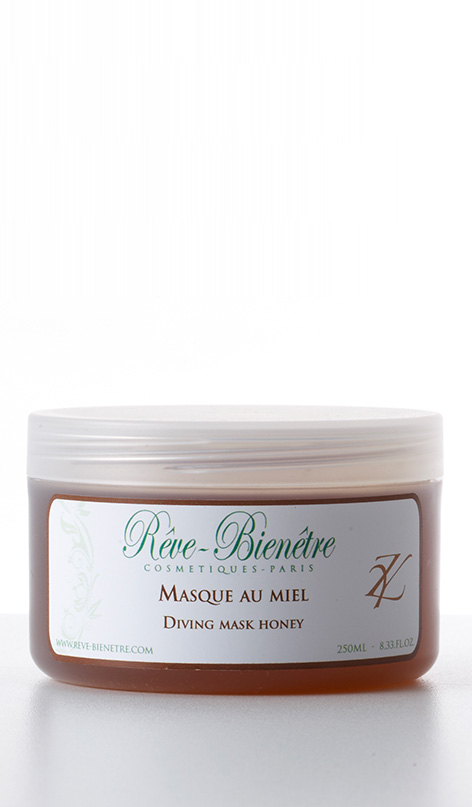 Rêve-Bienêtre
COSMETIQUES-PARIS
MASQUE AU MIEL
DIVING MASK HONEY
WWW.REVE-BIENETRE.COM
250ML - 8.33.FL.OZ.